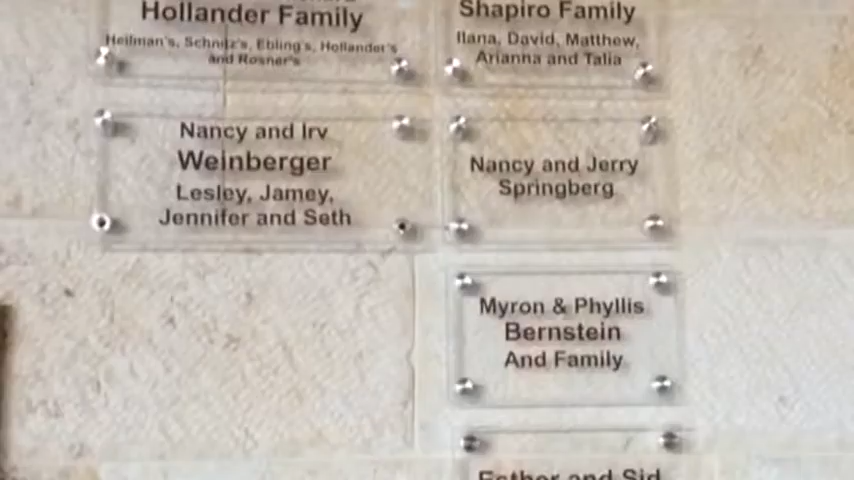 Hollander Family
Heilman's, Schnitz's, Ebling's, Hollander's
and Rosner's
Shapiro Family
Ilana, David, Matthew,
Arianna and Talia
Nancy and Irv
Weinberger
Lesley, Jamey,
Jennifer and Seth
Nancy and Jerry
Springberg
Myron & Phyllis
Bernstein
And Family
Esther and Sid